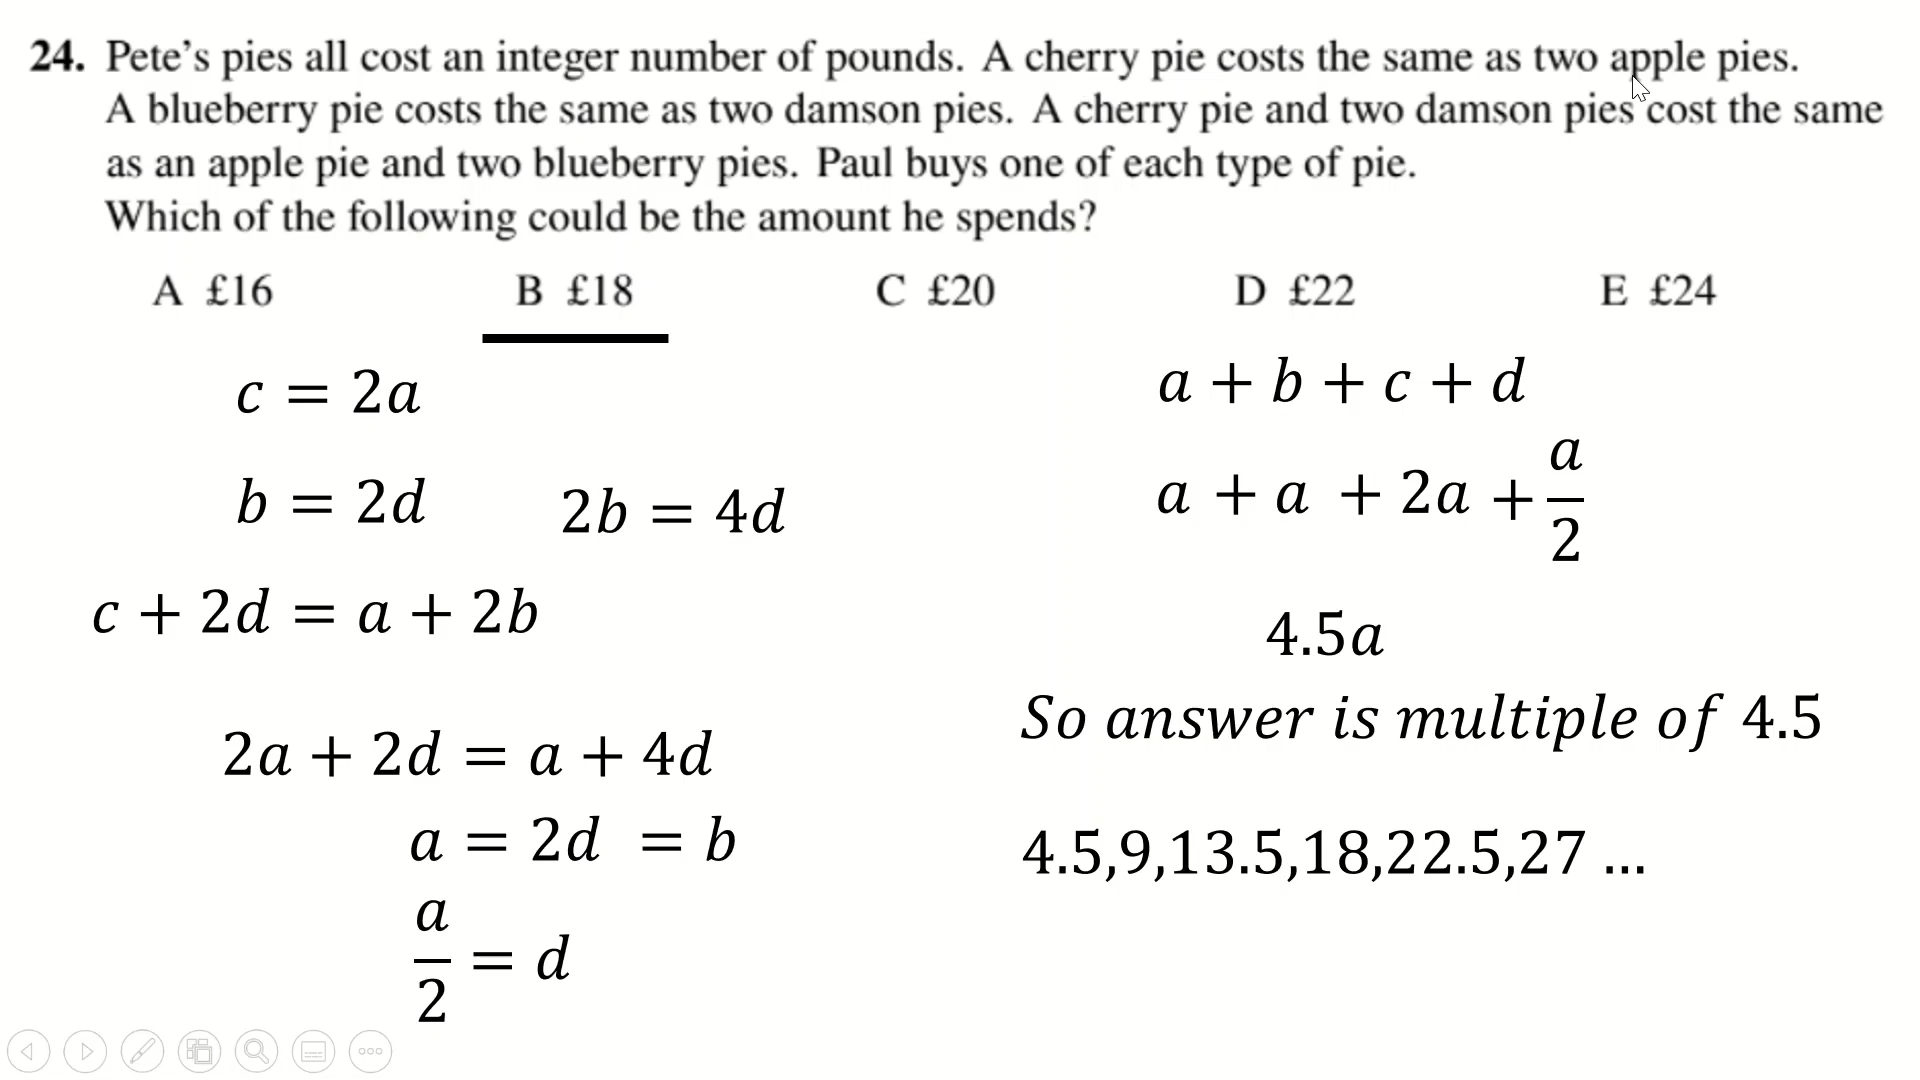 24. Pete's pies all cost an integer number of pounds. A cherry pie costs the same as two apple pies.
A blueberry pie costs the same as two damson pies. A cherry pie and two damson pies cost the same
as an apple pie and two blueberry pies. Paul buys one of each type of pie.
Which of the following could be the amount he spends?
A £16 B £18 C £20 D £22 E £24
c = 2a
b = 2d 2b = 4d
c + 2d = a + 2b
2a + 2d = a + 4d
a = 2d = b
a/2 = d
a + b + c + d
a + a + 2a + a/2
4.5a
So answer is multiple of 4.5
4.5,9,13.5,18,22.5,27 ...